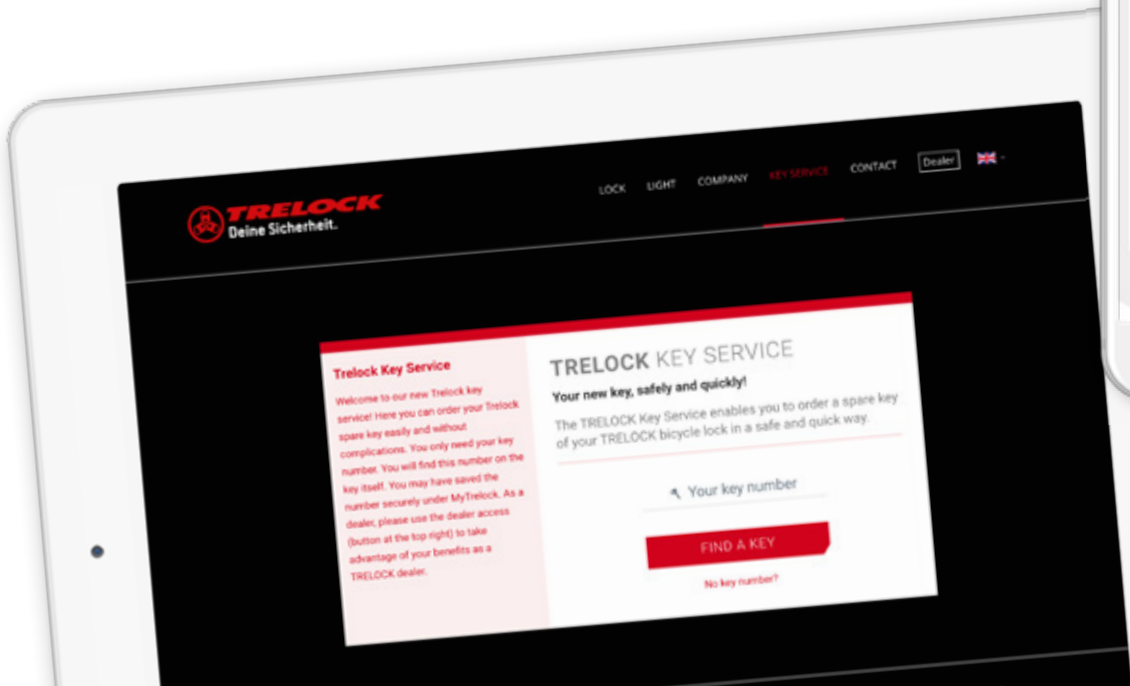 TRELOCK
Deine Sicherheit.
LOCK LIGHT COMPANY KEY SERVICE CONTACT Dealer
Trelock Key Service
Welcome to our new Trelock key
service! Here you can order your Trelock
spare key easily and without
complications. You only need your key
number. You will find this number on the
key itself. You may have saved the
number securely under MyTrelock. As a
dealer, please use the dealer access
(button at the top right) to take
advantage of your benefits as a
TRELOCK dealer.
TRELOCK KEY SERVICE
Your new key, safely and quickly!
The TRELOCK Key Service enables you to order a spare key
of your TRELOCK bicycle lock in a safe and quick way.
Your key number
FIND A KEY
No key number?